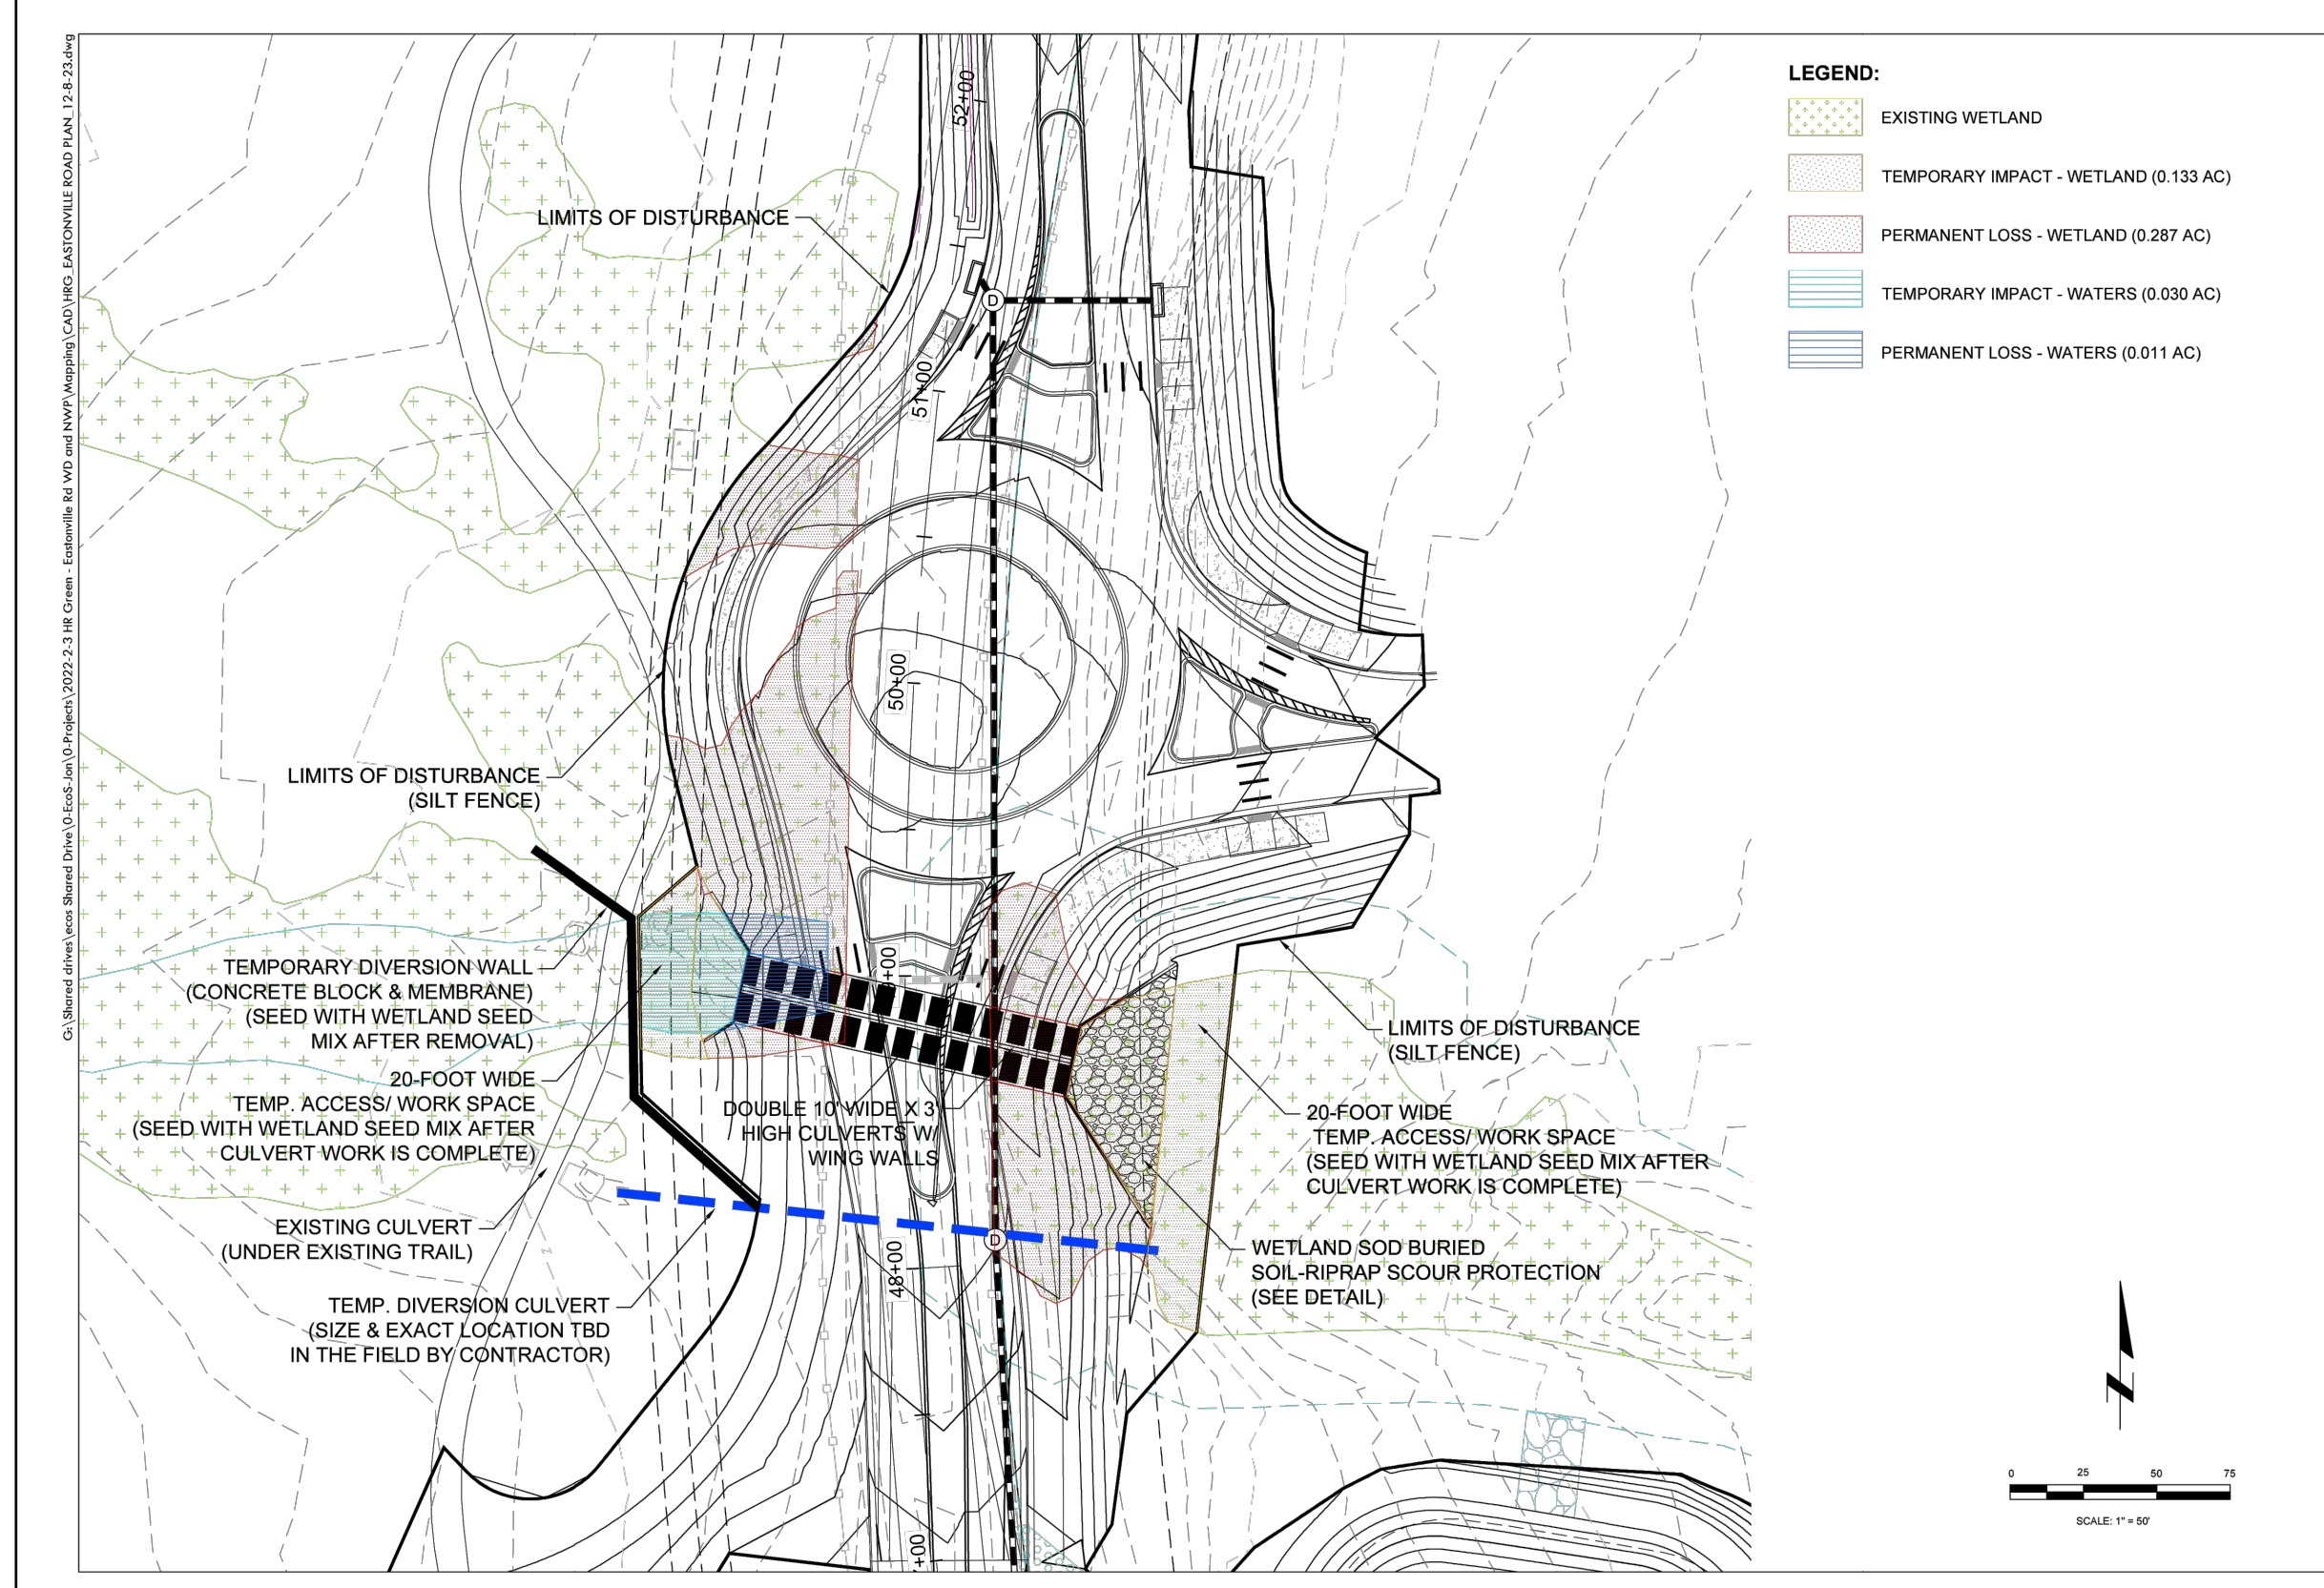 G:\Shared drives\ecos Shared Drive\0-EcoS-Jon\0-Projects\2022-2-3 HR Green - Eastonville Rd WD and NWP\Mapping\CAD\HRG_EASTONVILLE ROAD PLAN_12-8-23.dwg
LEGEND:
EXISTING WETLAND
TEMPORARY IMPACT - WETLAND (0.133 AC)
PERMANENT LOSS - WETLAND (0.287 AC)
TEMPORARY IMPACT - WATERS (0.030 AC)
PERMANENT LOSS - WATERS (0.011 AC)
52+00
LIMITS OF DISTURBANCE
D
51+00
50+00
LIMITS OF DISTURBANCE
(SILT FENCE)
TEMPORARY DIVERSION WALL
(CONCRETE BLOCK & MEMBRANE)
(SEED WITH WETLAND SEED
MIX AFTER REMOVAL)
20-FOOT WIDE
TEMP. ACCESS/ WORK SPACE
(SEED WITH WETLAND SEED MIX AFTER
CULVERT WORK IS COMPLETE)
EXISTING CULVERT
(UNDER EXISTING TRAIL)
TEMP. DIVERSION CULVERT
(SIZE & EXACT LOCATION TBD
IN THE FIELD BY CONTRACTOR)
DOUBLE 10' WIDE X 3'
HIGH CULVERTS W/
WING WALLS
+00
D
48+00
+00
LIMITS OF DISTURBANCE
(SILT FENCE)
20-FOOT WIDE
TEMP. ACCESS/ WORK SPACE
(SEED WITH WETLAND SEED MIX AFTER
CULVERT WORK IS COMPLETE)
WETLAND SOD BURIED
SOIL-RIPRAP SCOUR PROTECTION
(SEE DETAIL)
0 25 50 75
SCALE: 1" = 50'